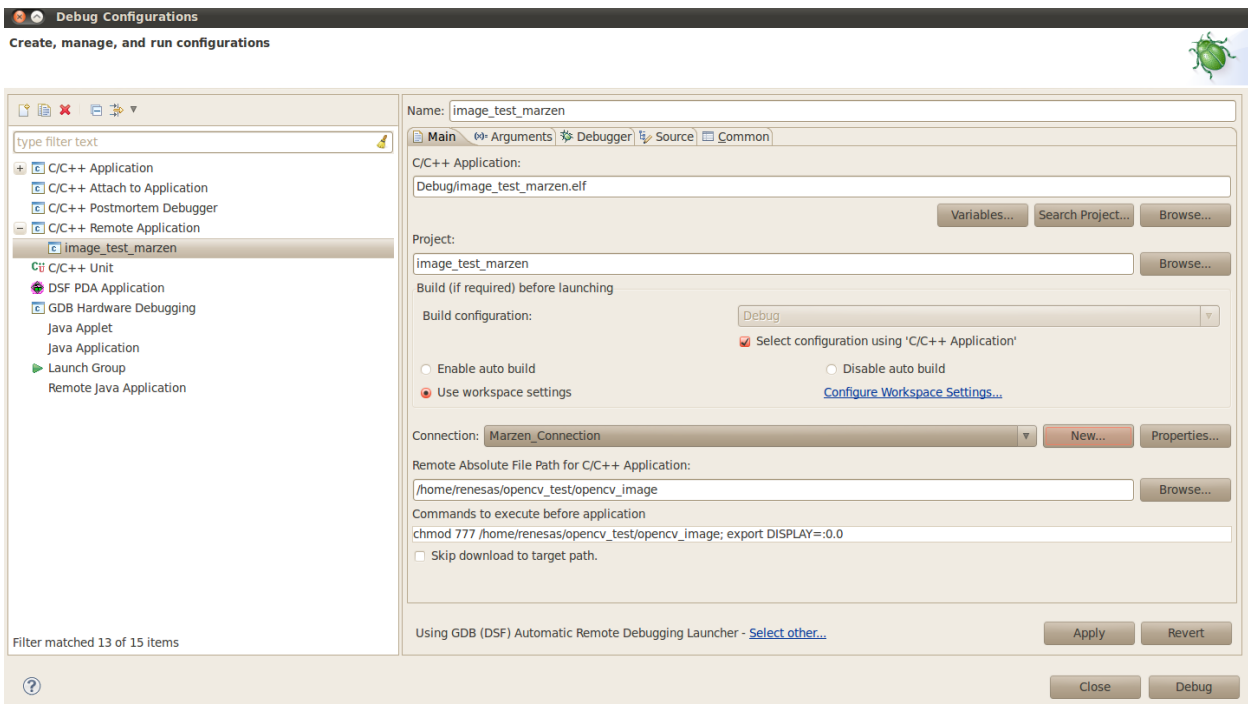 Debug Configurations
Create, manage, and run configurations
type filter text
C/C++ Application
C/C++ Attach to Application
C/C++ Postmortem Debugger
C/C++ Remote Application
image_test_marzen
C/C++ Unit
DSF PDA Application
GDB Hardware Debugging
Java Applet
Java Application
Launch Group
Remote Java Application
Filter matched 13 of 15 items
Name: image_test_marzen
Main Arguments Debugger Source Common
C/C++ Application:
Debug/image_test_marzen.elf
Variables... Search Project... Browse...
Project:
image_test_marzen Browse...
Build (if required) before launching
Build configuration: Debug
Select configuration using 'C/C++ Application'
Enable auto build Disable auto build
Use workspace settings Configure Workspace Settings...
Connection: Marzen_Connection New... Properties...
Remote Absolute File Path for C/C++ Application:
/home/renesas/opencv_test/opencv_image Browse...
Commands to execute before application
chmod 777 /home/renesas/opencv_test/opencv_image; export DISPLAY=:0.0
Skip download to target path.
Using GDB (DSF) Automatic Remote Debugging Launcher - Select other... Apply Revert
? Close Debug